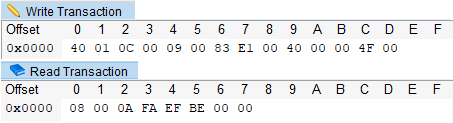 Write Transaction
Offset 0 1 2 3 4 5 6 7 8 9 A B C D E F
0x0000 40 01 0C 00 09 00 83 E1 00 40 00 00 4F 00
Read Transaction
Offset 0 1 2 3 4 5 6 7 8 9 A B C D E F
0x0000 08 00 0A FA EF BE 00 00